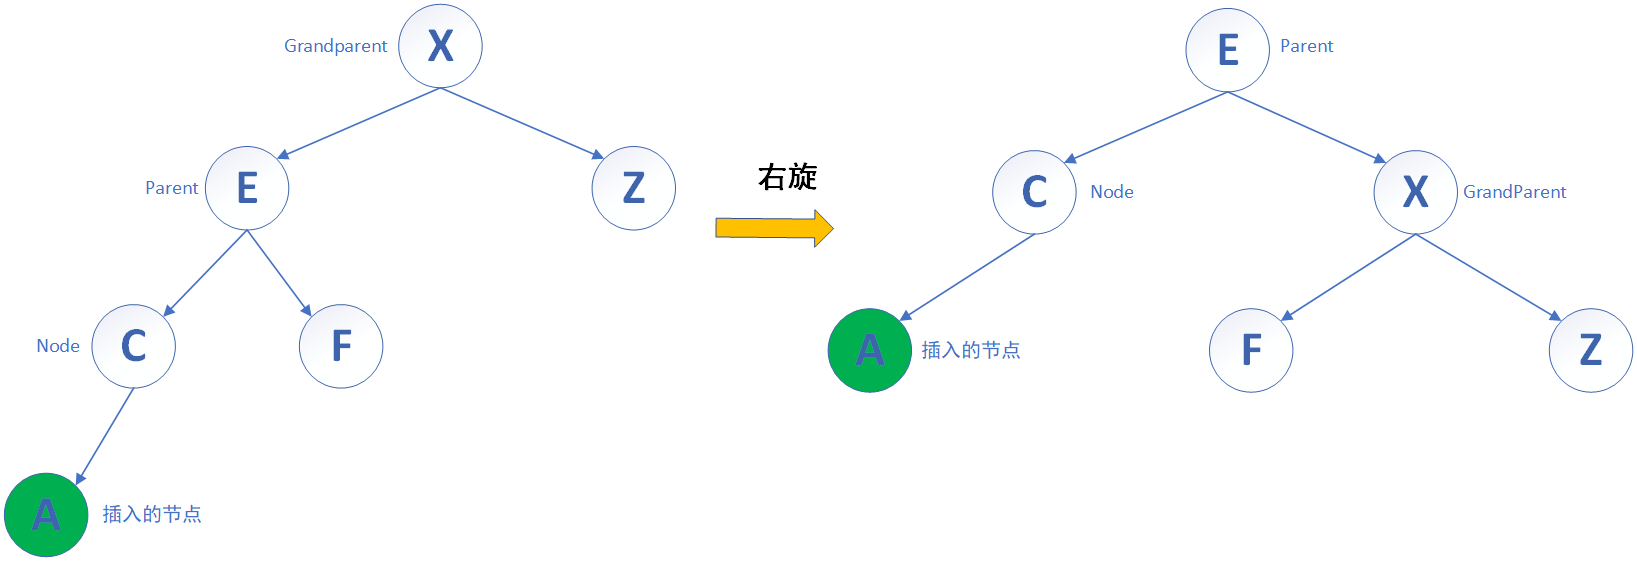 Grandparent X
Parent E
Z
Node C
F
A 插入的节点
右旋
E Parent
C Node
X GrandParent
A 插入的节点
F
Z